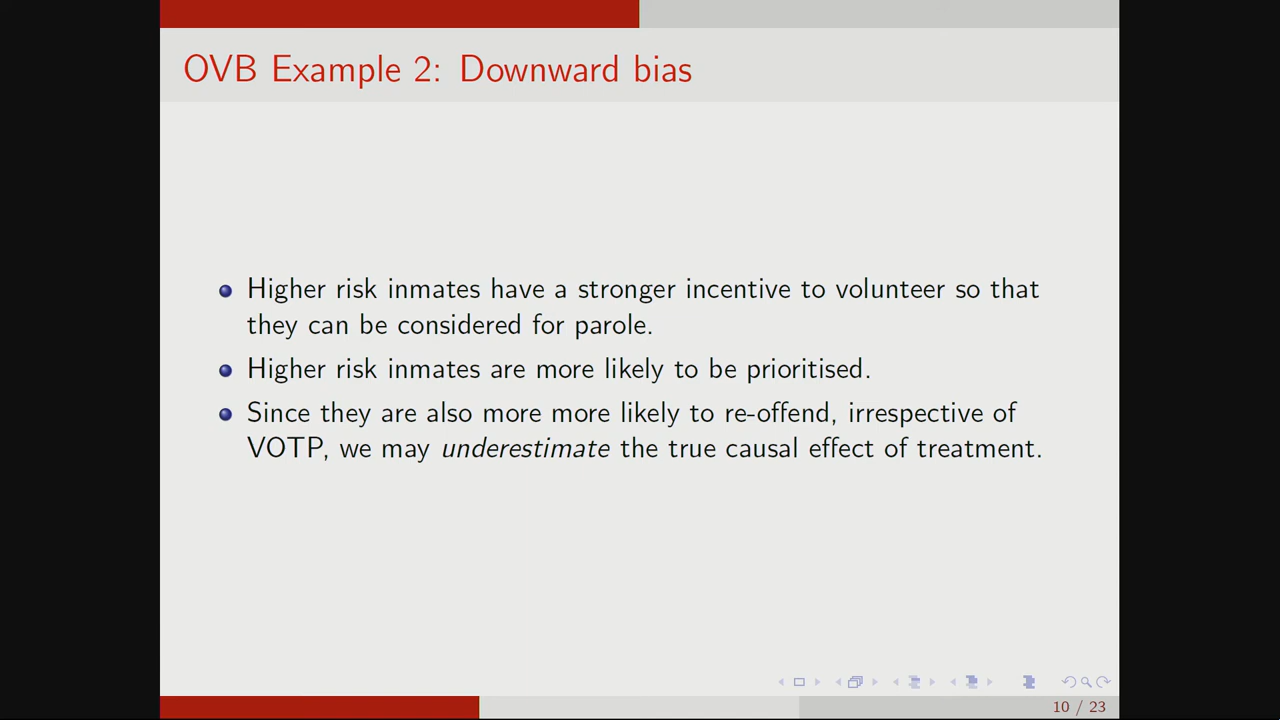 OVB Example 2: Downward bias
Higher risk inmates have a stronger incentive to volunteer so that
they can be considered for parole.
Higher risk inmates are more likely to be prioritised.
Since they are also more more likely to re-offend, irrespective of
VOTP, we may underestimate the true causal effect of treatment.
10 / 23